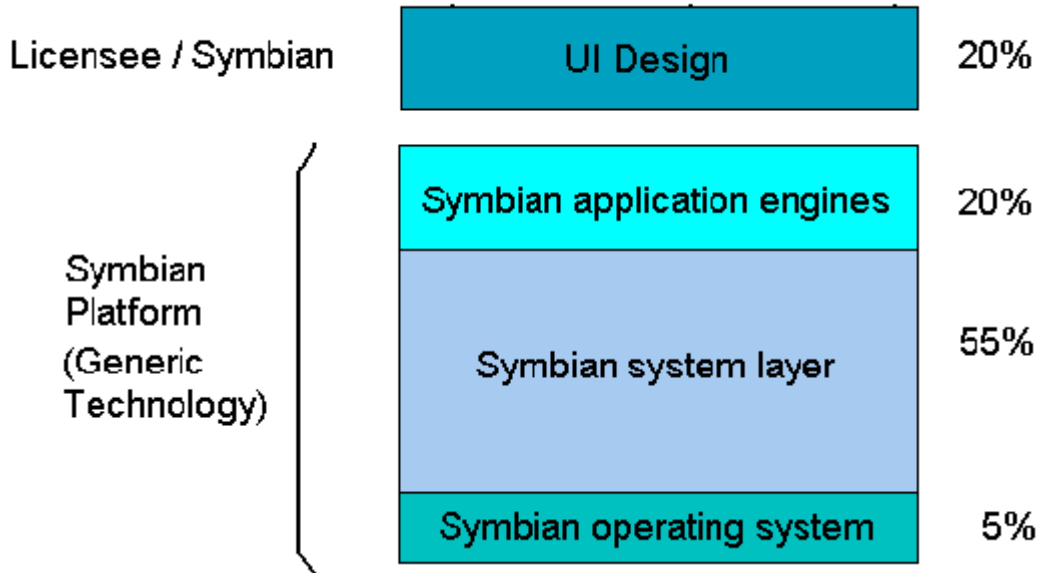 Licensee / Symbian
UI Design
20%
Symbian application engines
20%
Symbian
Platform
(Generic
Technology)
Symbian system layer
55%
Symbian operating system
5%